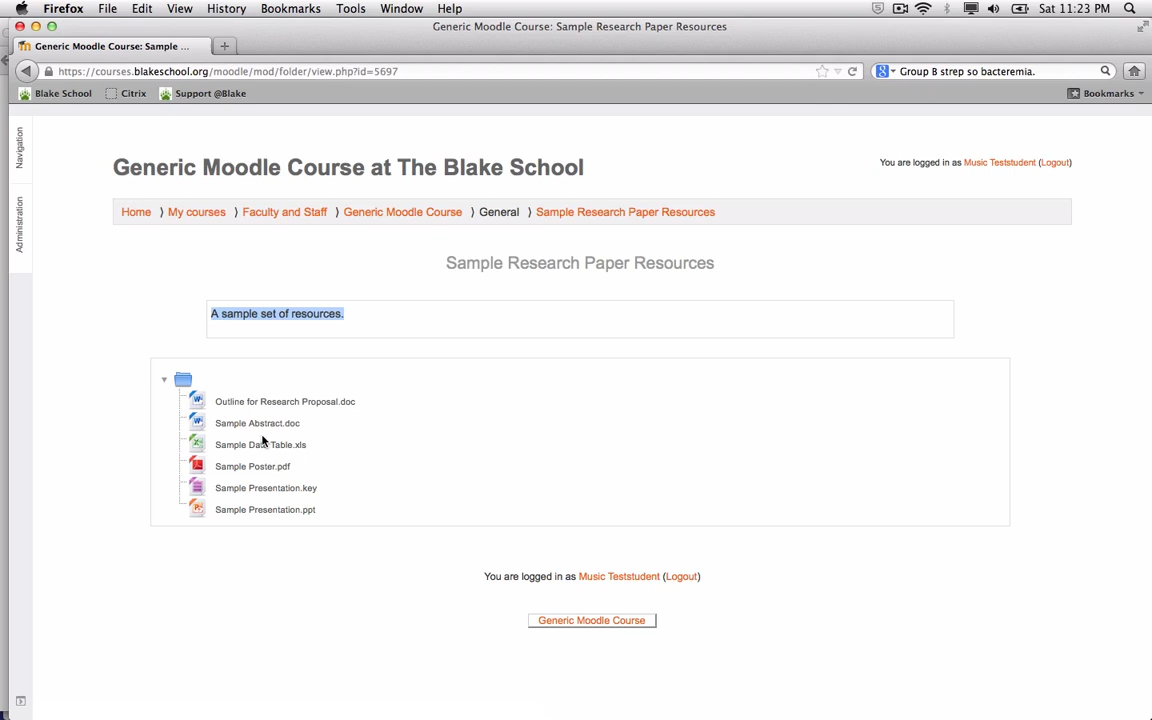 Firefox File Edit View History Bookmarks Tools Window Help Sat 11:23 PM
Generic Moodle Course: Sample Research Paper Resources
Generic Moodle Course: Sample ...
https://courses.blakeschool.org/moodle/mod/folder/view.php?id=5697
Group B strep so bacteremia.
Blake School Citrix Support @Blake Bookmarks
Navigation
Administration
Generic Moodle Course at The Blake School
You are logged in as Music Teststudent (Logout)
Home ⟩ My courses ⟩ Faculty and Staff ⟩ Generic Moodle Course ⟩ General ⟩ Sample Research Paper Resources
Sample Research Paper Resources
A sample set of resources.
Outline for Research Proposal.doc
Sample Abstract.doc
Sample Data Table.xls
Sample Poster.pdf
Sample Presentation.key
Sample Presentation.ppt
You are logged in as Music Teststudent (Logout)
Generic Moodle Course